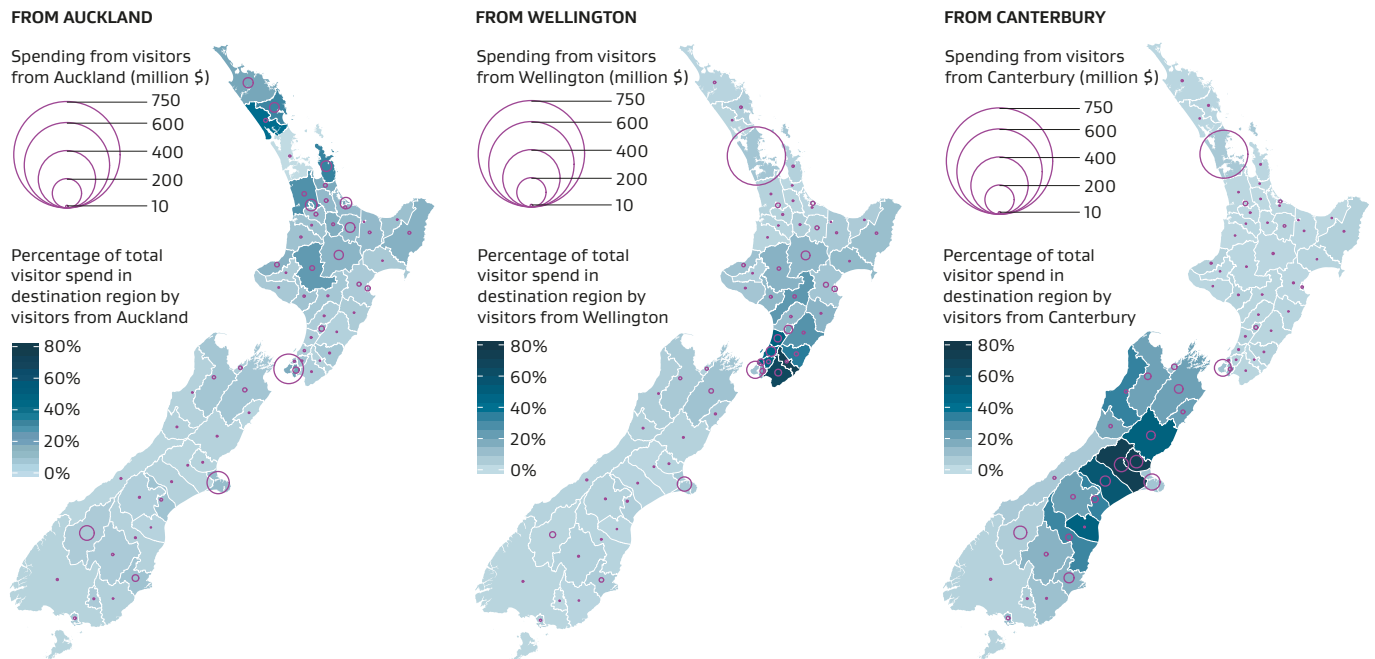 FROM AUCKLAND
Spending from visitors
from Auckland (million $)
750
600
400
200
10
Percentage of total
visitor spend in
destination region by
visitors from Auckland
80%
60%
40%
20%
0%
FROM WELLINGTON
Spending from visitors
from Wellington (million $)
750
600
400
200
10
Percentage of total
visitor spend in
destination region by
visitors from Wellington
80%
60%
40%
20%
0%
FROM CANTERBURY
Spending from visitors
from Canterbury (million $)
750
600
400
200
10
Percentage of total
visitor spend in
destination region by
visitors from Canterbury
80%
60%
40%
20%
0%